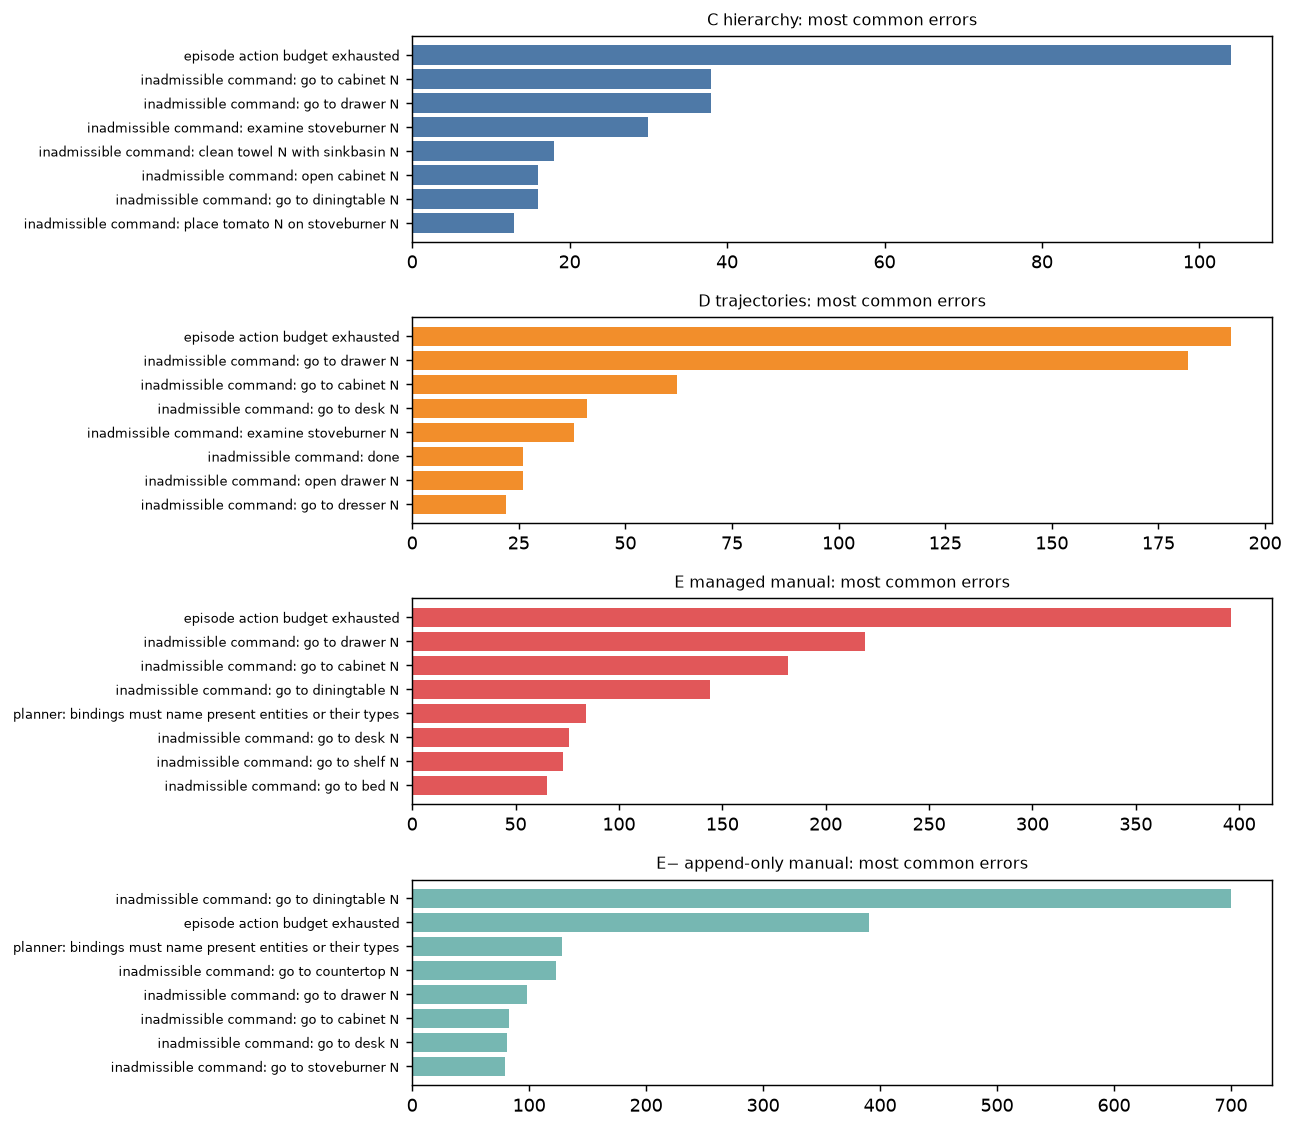 C hierarchy: most common errors
episode action budget exhausted
inadmissible command: go to cabinet N
inadmissible command: go to drawer N
inadmissible command: examine stoveburner N
inadmissible command: clean towel N with sinkbasin N
inadmissible command: open cabinet N
inadmissible command: go to diningtable N
inadmissible command: place tomato N on stoveburner N
0 20 40 60 80 100
D trajectories: most common errors
episode action budget exhausted
inadmissible command: go to drawer N
inadmissible command: go to cabinet N
inadmissible command: go to desk N
inadmissible command: examine stoveburner N
inadmissible command: done
inadmissible command: open drawer N
inadmissible command: go to dresser N
0 25 50 75 100 125 150 175 200
E managed manual: most common errors
episode action budget exhausted
inadmissible command: go to drawer N
inadmissible command: go to cabinet N
inadmissible command: go to diningtable N
planner: bindings must name present entities or their types
inadmissible command: go to desk N
inadmissible command: go to shelf N
inadmissible command: go to bed N
0 50 100 150 200 250 300 350 400
E− append-only manual: most common errors
inadmissible command: go to diningtable N
episode action budget exhausted
planner: bindings must name present entities or their types
inadmissible command: go to countertop N
inadmissible command: go to drawer N
inadmissible command: go to cabinet N
inadmissible command: go to desk N
inadmissible command: go to stoveburner N
0 100 200 300 400 500 600 700